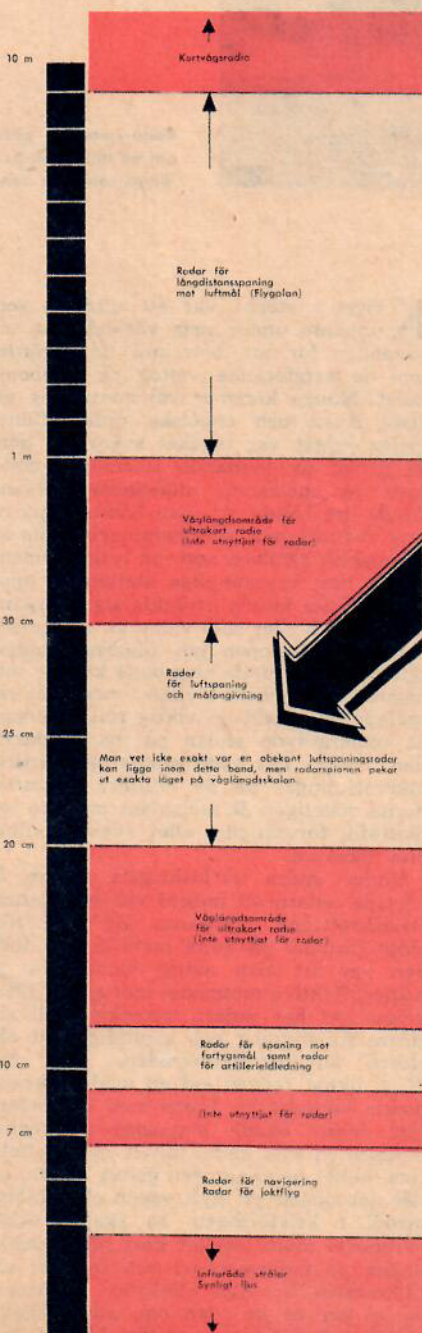 Kortvågsradio
10 m
Radar för
långdistansspaning
mot luftmål (Flygplan)
1 m
Våglängdsområde för
ultrakort radio
(Inte utnyttjat för radar)
30 cm
Radar
för luftspaning
och målangivning
25 cm
Man vet icke exakt var en obekant luftspaningsradar
kan ligga inom detta band, men radarspionen pekar
ut exakta läget på våglängdsskalan.
20 cm
Våglängdsområde
för ultrakort radio
(Inte utnyttjat för radar)
Radar för spaning mot
fartygsmål samt radar
för artillerieldledning
10 cm
(Inte utnyttjat för radar)
7 cm
Radar för navigering
Radar för jaktflyg
Infraröda strålar
Synligt ljus